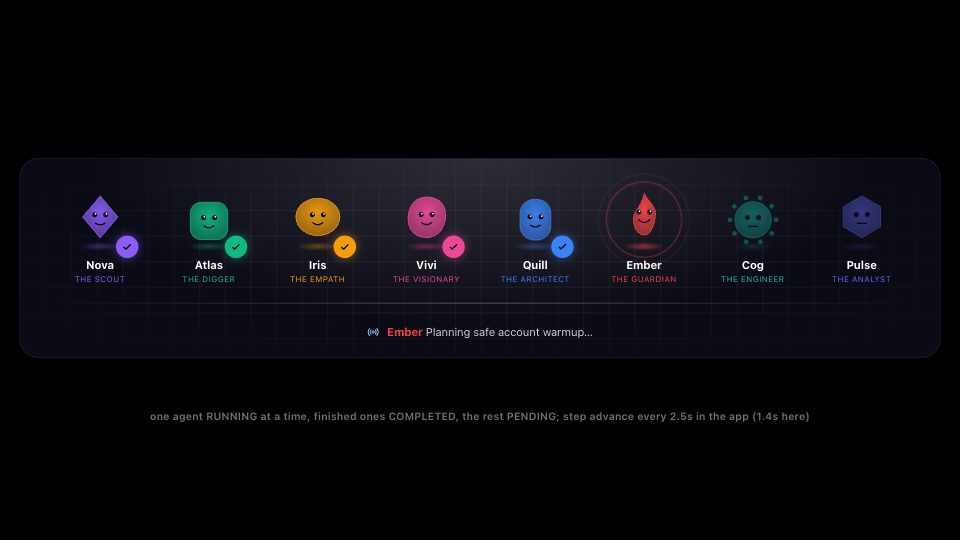 Nova Atlas Iris Vivi Quill Ember Cog Pulse
THE SCOUT THE DIGGER THE EMPATH THE VISIONARY THE ARCHITECT THE GUARDIAN THE ENGINEER THE ANALYST
Ember Planning safe account warmup...
one agent RUNNING at a time, finished ones COMPLETED, the rest PENDING; step advance every 2.5s in the app (1.4s here)